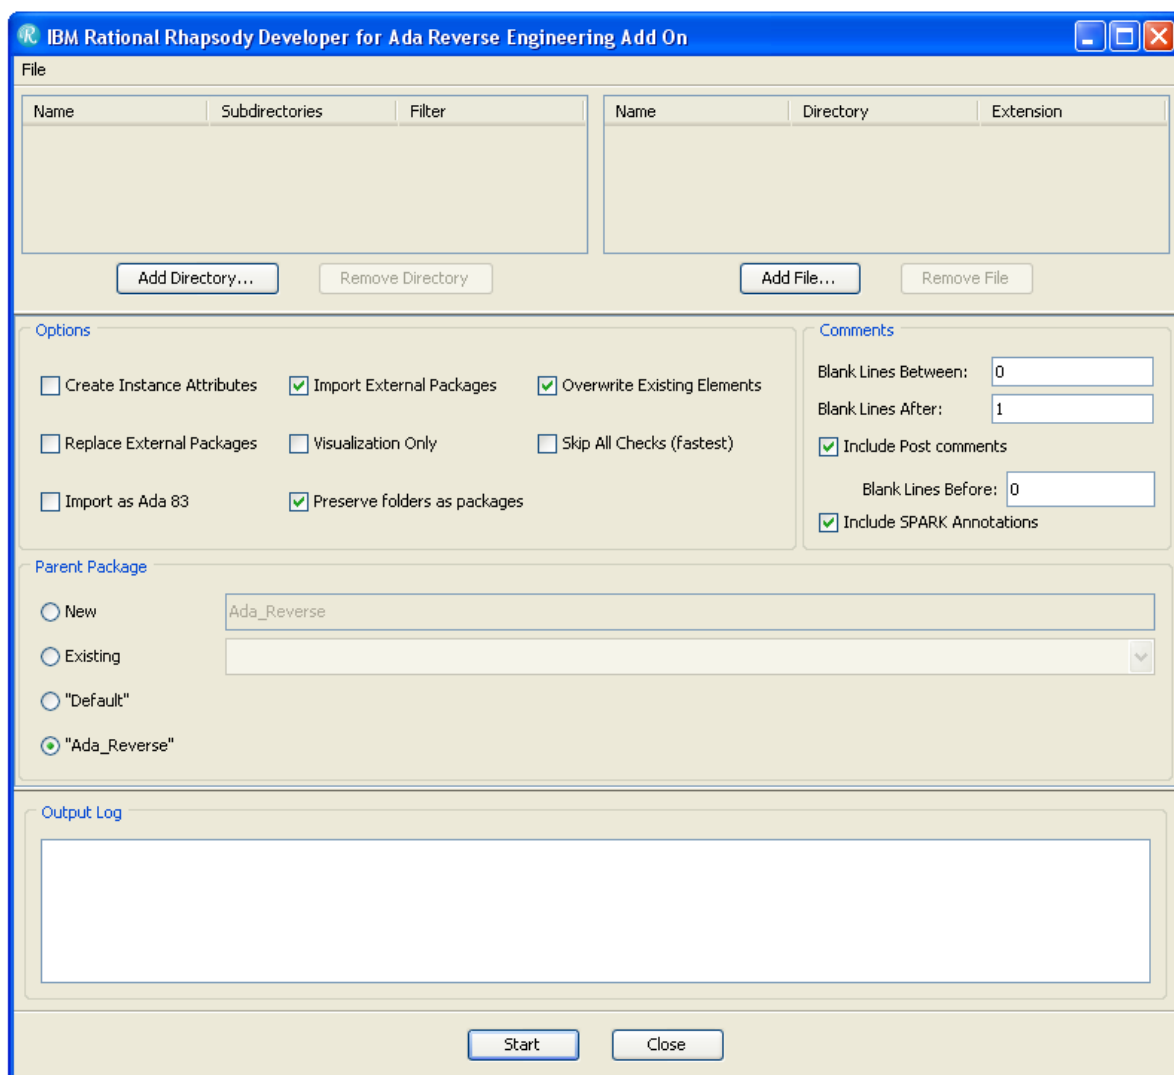 IBM Rational Rhapsody Developer for Ada Reverse Engineering Add On
File
Name Subdirectories Filter Name Directory Extension
Add Directory... Remove Directory Add File... Remove File
Options Comments
Create Instance Attributes Import External Packages Overwrite Existing Elements Blank Lines Between: 0
Blank Lines After: 1
Replace External Packages Visualization Only Skip All Checks (fastest) Include Post comments
Import as Ada 83 Preserve folders as packages Blank Lines Before: 0
Include SPARK Annotations
Parent Package
New Ada_Reverse
Existing
"Default"
"Ada_Reverse"
Output Log
Start Close